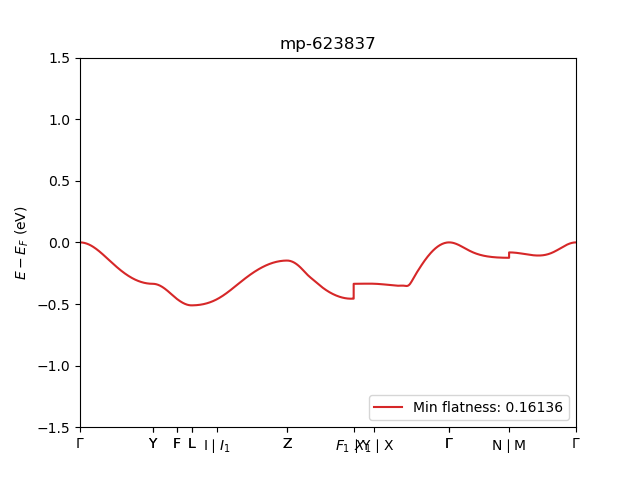 mp-623837
1.5
1.0
0.5
0.0
−0.5
−1.0
−1.5
E − E_F (eV)
Min flatness: 0.16136
Γ Y F L I | I₁ Z F₁ | Y X₁ | X Γ N | M Γ